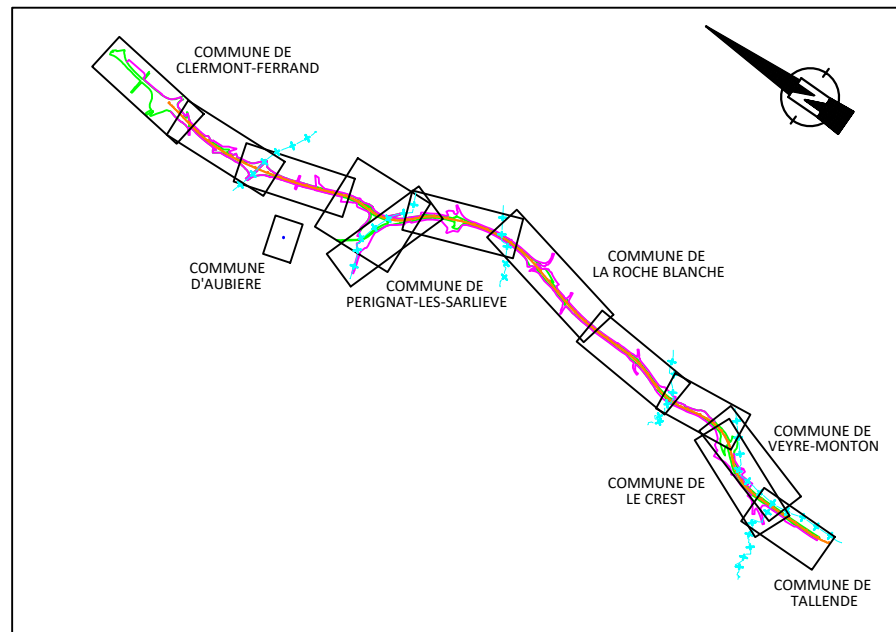 COMMUNE DE
CLERMONT-FERRAND
COMMUNE
D'AUBIERE
COMMUNE DE
PERIGNAT-LES-SARLIEVE
COMMUNE DE
LA ROCHE BLANCHE
COMMUNE DE
VEYRE-MONTON
COMMUNE DE
LE CREST
COMMUNE DE
TALLENDE